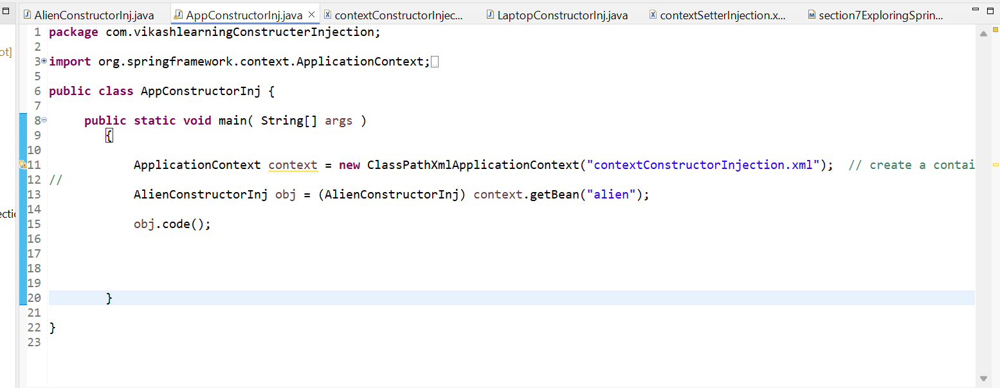 AlienConstructorInj.java AppConstructorInj.java contextConstructorInjec... LaptopConstructorInj.java contextSetterInjection.x... section7ExploringSprin...
1 package com.vikashlearningConstructerInjection;
2
ot]
3 import org.springframework.context.ApplicationContext;
5
6 public class AppConstructorInj {
7
8 public static void main( String[] args )
9 {
10
11 ApplicationContext context = new ClassPathXmlApplicationContext("contextConstructorInjection.xml"); // create a contai
12 //
13 AlienConstructorInj obj = (AlienConstructorInj) context.getBean("alien");
14
ectio
15 obj.code();
16
17
18
19
20 }
21
22 }
23